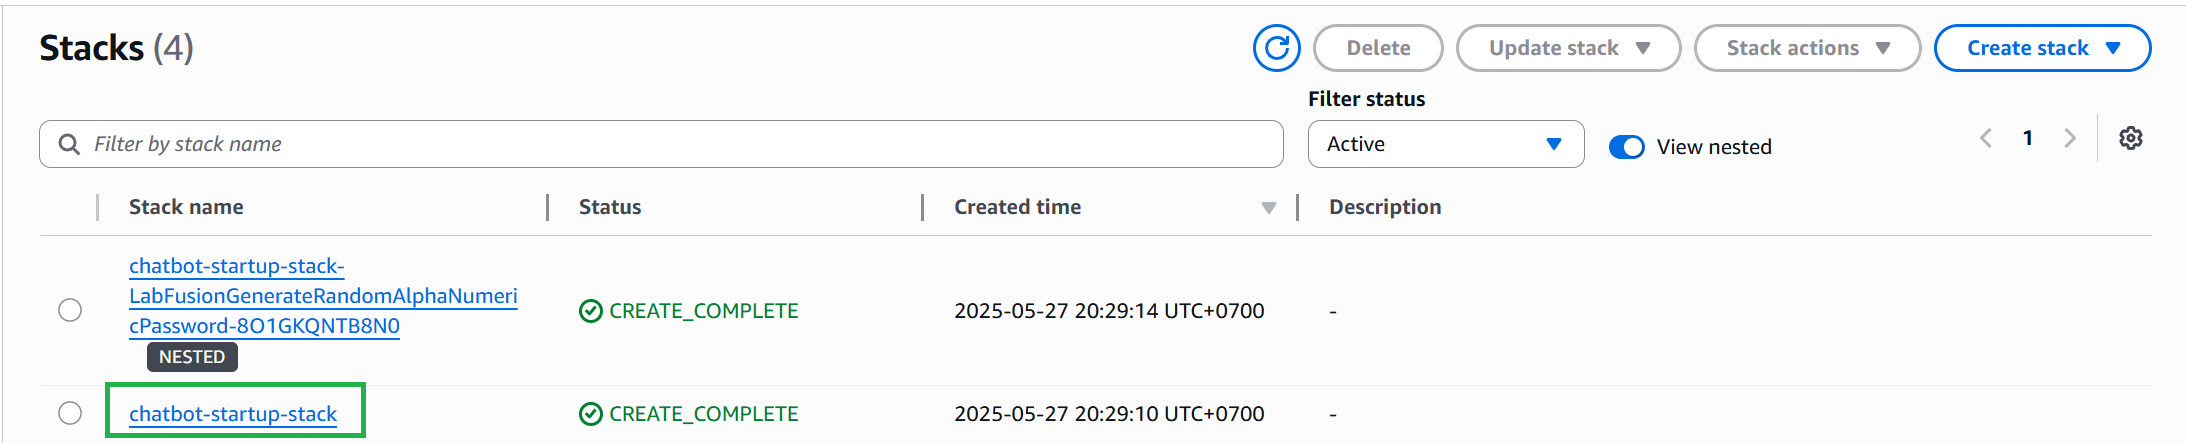 Stacks (4)
Delete
Update stack
Stack actions
Create stack
Filter status
Filter by stack name
Active
View nested
1
Stack name
Status
Created time
Description
chatbot-startup-stack-
LabFusionGenerateRandomAlphaNumeri
cPassword-8O1GKQNTB8N0
NESTED
CREATE_COMPLETE
2025-05-27 20:29:14 UTC+0700
-
chatbot-startup-stack
CREATE_COMPLETE
2025-05-27 20:29:10 UTC+0700
-